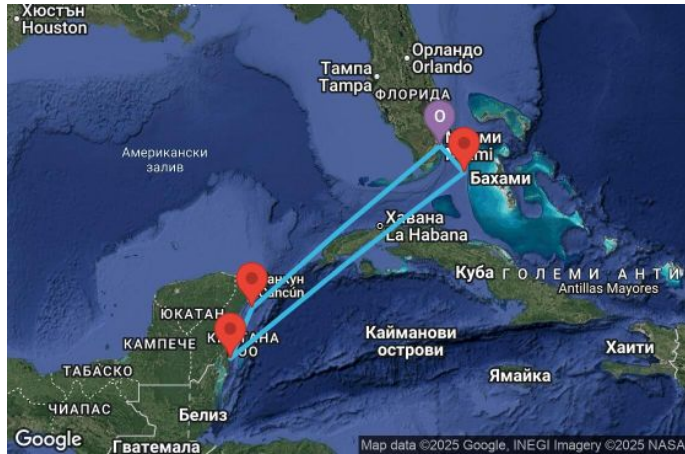 Хюстън
Houston
Орландо
Orlando
Тампа
Tampa
ФЛОРИДА
O
Американски
залив
Бахами
Хавана
La Habana
Куба
ГОЛЕМИ АНТИ
Antillas Mayores
Cancún
ЮКАТАН
КАМПЕЧЕ
Кайманови
острови
Хаити
ТАБАСКО
Ямайка
ЧИАПАС
Белиз
Google
Гватемала
Map data ©2025 Google, INEGI Imagery ©2025 NASA